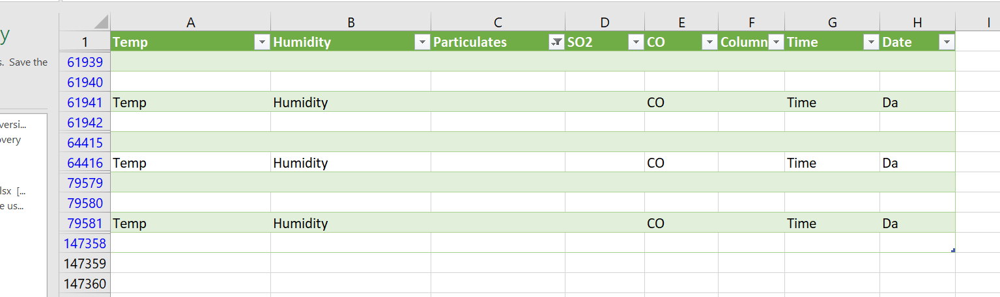 A B C D E F G H I
y
1 Temp Humidity Particulates SO2 CO Column Time Date
s. Save the
61939
61940
61941 Temp Humidity CO Time Da
versi...
61942
overy
64415
64416 Temp Humidity CO Time Da
79579
lsx [...
79580
e us...
79581 Temp Humidity CO Time Da
147358
147359
147360